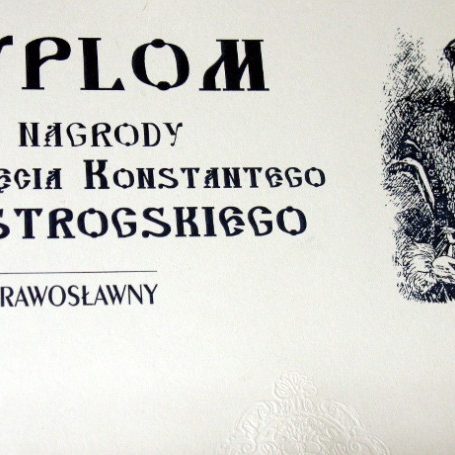 YPLOM
NAGRODY
ĘCIA KONSTANTEGO
STROGSKIEGO
RAWOSŁAWNY